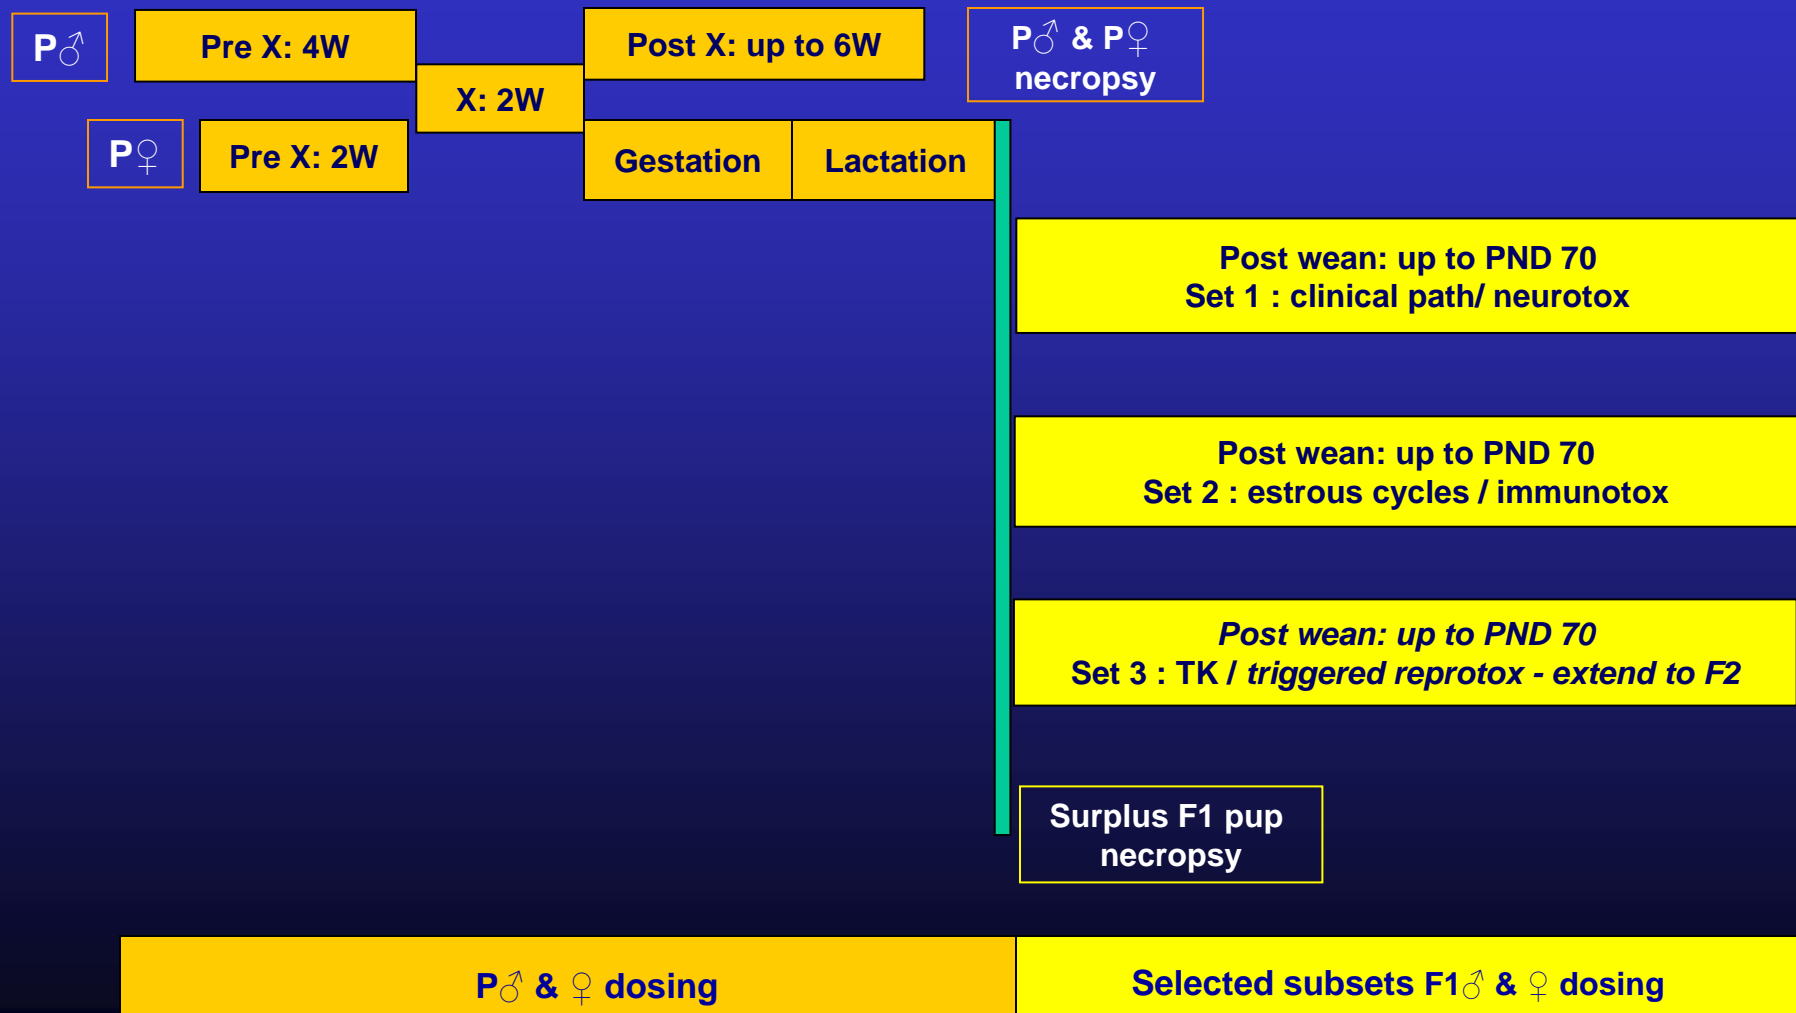 P♂
Pre X: 4W
Post X: up to 6W
P♂ & P♀
necropsy
X: 2W
P♀
Pre X: 2W
Gestation
Lactation
Post wean: up to PND 70
Set 1 : clinical path/ neurotox
Post wean: up to PND 70
Set 2 : estrous cycles / immunotox
Post wean: up to PND 70
Set 3 : TK / triggered reprotox - extend to F2
Surplus F1 pup
necropsy
P♂ & ♀ dosing
Selected subsets F1♂ & ♀ dosing